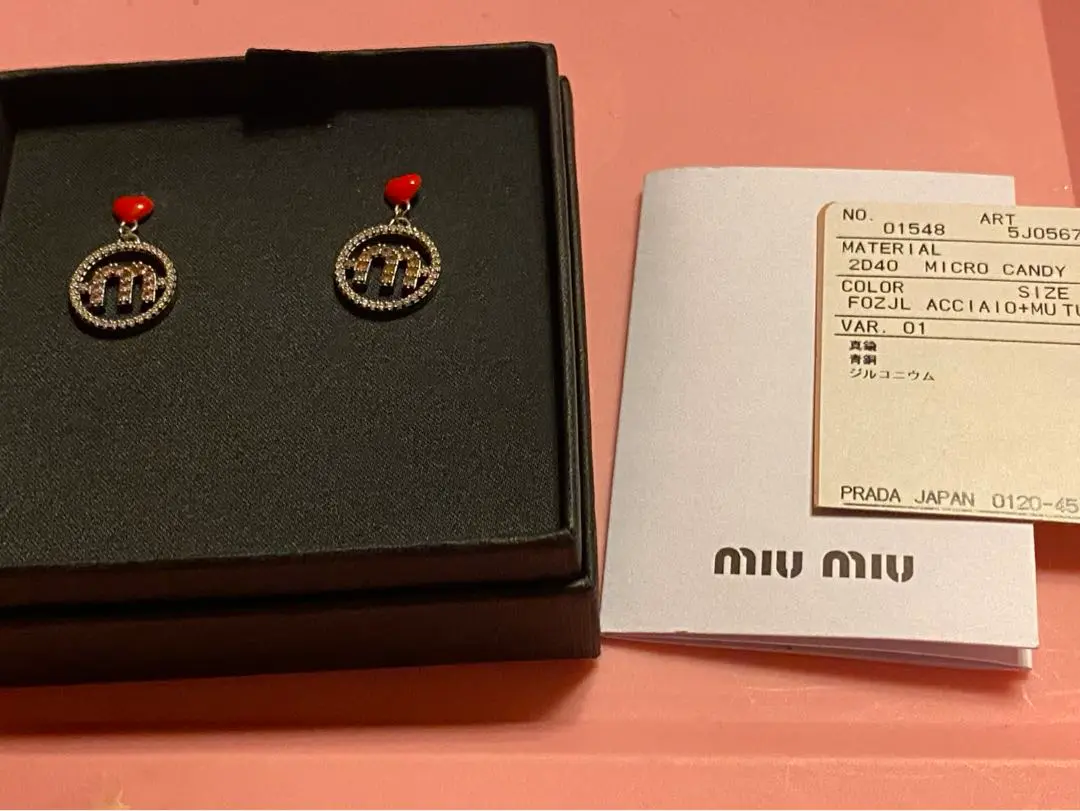 m
m
NO. 01548 ART 5J0567
MATERIAL
2D40 MICRO CANDY
COLOR SIZE
F0ZJL ACCIAIO+MU TU
VAR. 01
真鍮
青銅
ジルコニウム
PRADA JAPAN 0120-45
miu miu